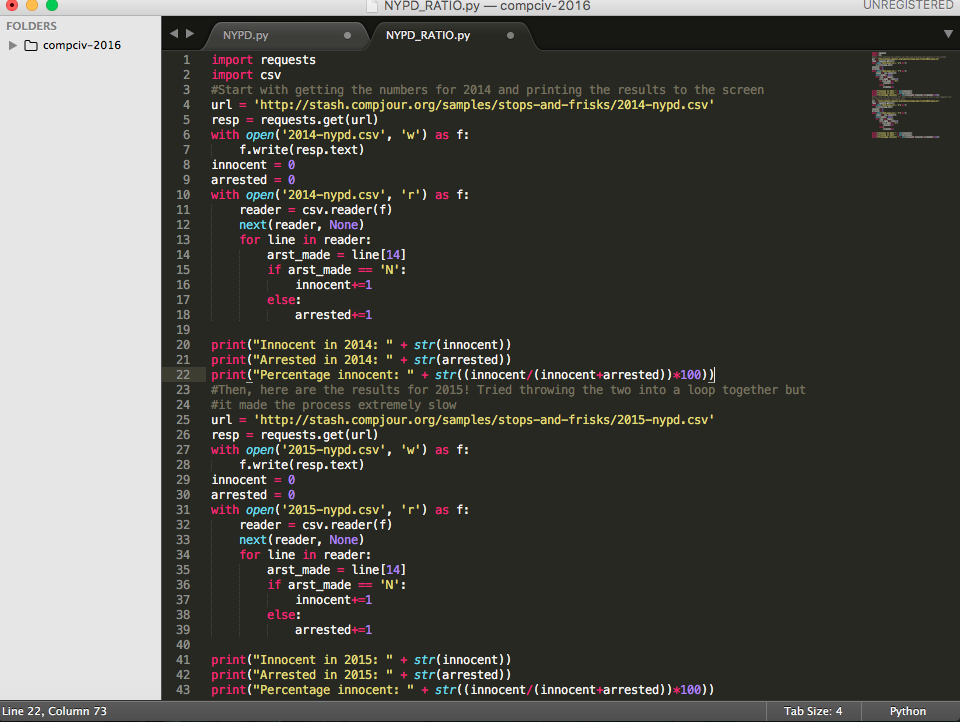 NYPD_RATIO.py — compciv-2016
UNREGISTERED
FOLDERS
compciv-2016
NYPD.py
NYPD_RATIO.py
1 import requests
2 import csv
3 #Start with getting the numbers for 2014 and printing the results to the screen
4 url = 'http://stash.compjour.org/samples/stops-and-frisks/2014-nypd.csv'
5 resp = requests.get(url)
6 with open('2014-nypd.csv', 'w') as f:
7     f.write(resp.text)
8 innocent = 0
9 arrested = 0
10 with open('2014-nypd.csv', 'r') as f:
11     reader = csv.reader(f)
12     next(reader, None)
13     for line in reader:
14         arst_made = line[14]
15         if arst_made == 'N':
16             innocent+=1
17         else:
18             arrested+=1
19
20 print("Innocent in 2014: " + str(innocent))
21 print("Arrested in 2014: " + str(arrested))
22 print("Percentage innocent: " + str((innocent/(innocent+arrested))*100))
23 #Then, here are the results for 2015! Tried throwing the two into a loop together but
24 #it made the process extremely slow
25 url = 'http://stash.compjour.org/samples/stops-and-frisks/2015-nypd.csv'
26 resp = requests.get(url)
27 with open('2015-nypd.csv', 'w') as f:
28     f.write(resp.text)
29 innocent = 0
30 arrested = 0
31 with open('2015-nypd.csv', 'r') as f:
32     reader = csv.reader(f)
33     next(reader, None)
34     for line in reader:
35         arst_made = line[14]
36         if arst_made == 'N':
37             innocent+=1
38         else:
39             arrested+=1
40
41 print("Innocent in 2015: " + str(innocent))
42 print("Arrested in 2015: " + str(arrested))
43 print("Percentage innocent: " + str((innocent/(innocent+arrested))*100))
Line 22, Column 73
Tab Size: 4
Python